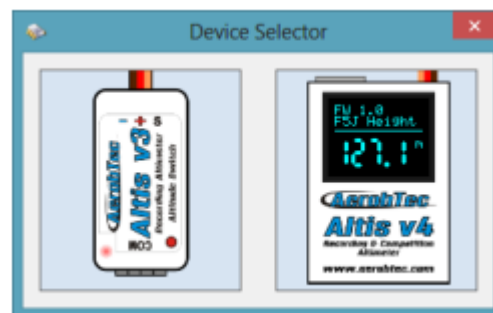 Device Selector
- + S
AerobTec
Altis v3
Recording Altimeter
Altitude Switch
COM
FW 1.0
F5J Height
127.1 m
AerobTec
Altis v4
Recording & Competition
Altimeter
www.aerobtec.com